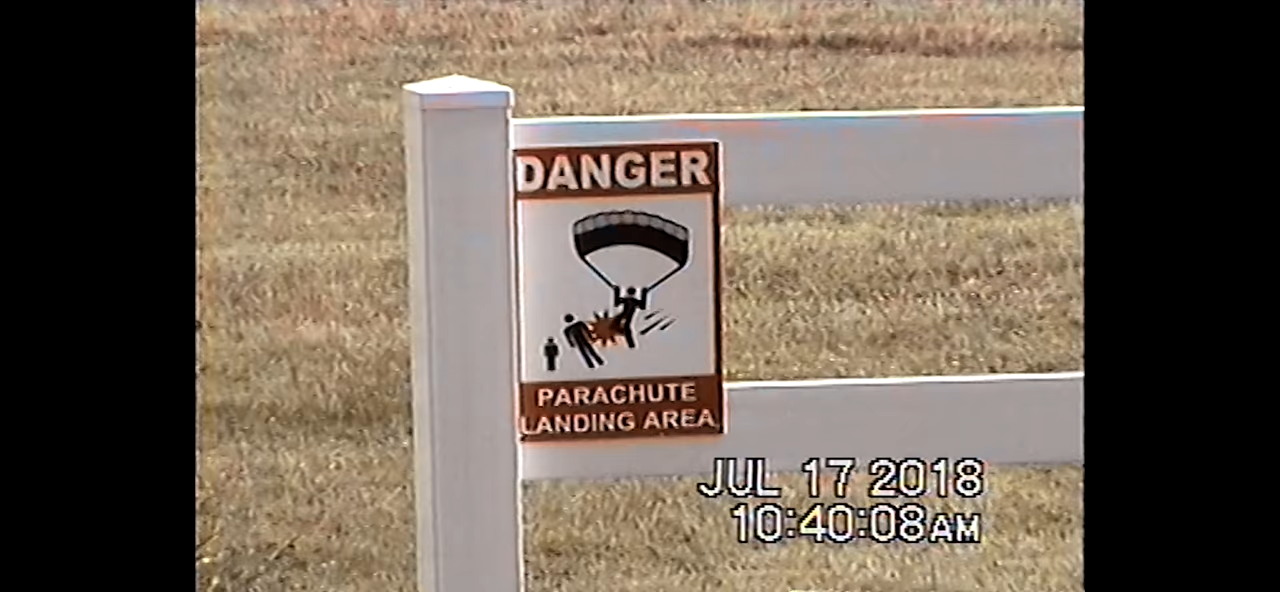 DANGER
PARACHUTE
LANDING AREA
JUL 17 2018
10:40:08AM